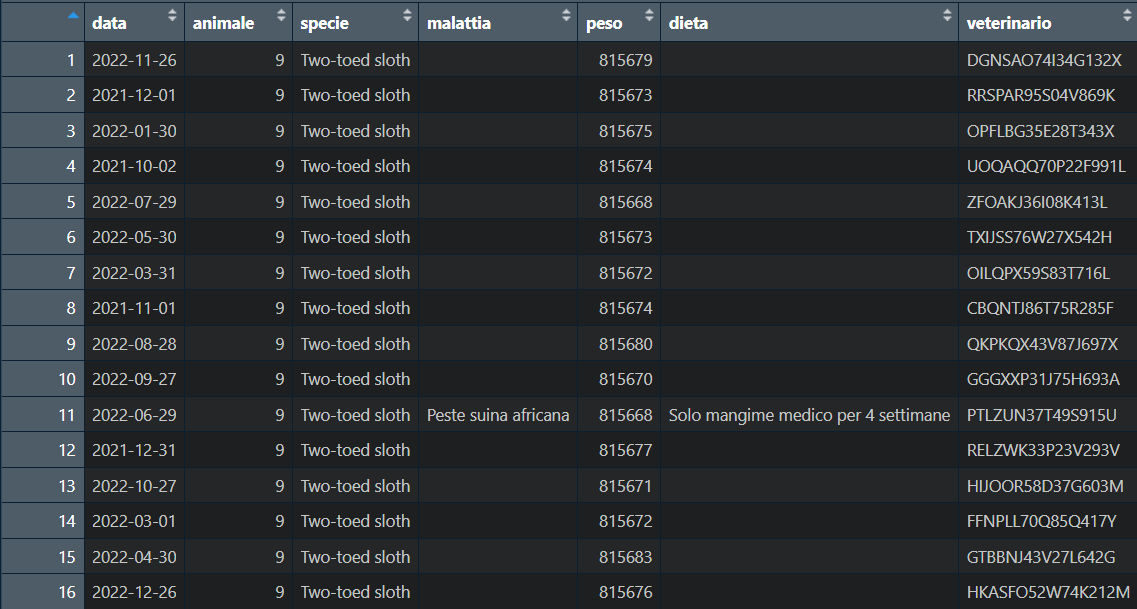 data animale specie malattia peso dieta veterinario
1 2022-11-26 9 Two-toed sloth 815679 DGNSAO74I34G132X
2 2021-12-01 9 Two-toed sloth 815673 RRSPAR95S04V869K
3 2022-01-30 9 Two-toed sloth 815675 OPFLBG35E28T343X
4 2021-10-02 9 Two-toed sloth 815674 UOQAQQ70P22F991L
5 2022-07-29 9 Two-toed sloth 815668 ZFOAKJ36I08K413L
6 2022-05-30 9 Two-toed sloth 815673 TXIJSS76W27X542H
7 2022-03-31 9 Two-toed sloth 815672 OILQPX59S83T716L
8 2021-11-01 9 Two-toed sloth 815674 CBQNTJ86T75R285F
9 2022-08-28 9 Two-toed sloth 815680 QKPKQX43V87J697X
10 2022-09-27 9 Two-toed sloth 815670 GGGXXP31J75H693A
11 2022-06-29 9 Two-toed sloth Peste suina africana 815668 Solo mangime medico per 4 settimane PTLZUN37T49S915U
12 2021-12-31 9 Two-toed sloth 815677 RELZWK33P23V293V
13 2022-10-27 9 Two-toed sloth 815671 HIJOOR58D37G603M
14 2022-03-01 9 Two-toed sloth 815672 FFNPLL70Q85Q417Y
15 2022-04-30 9 Two-toed sloth 815683 GTBBNJ43V27L642G
16 2022-12-26 9 Two-toed sloth 815676 HKASFO52W74K212M